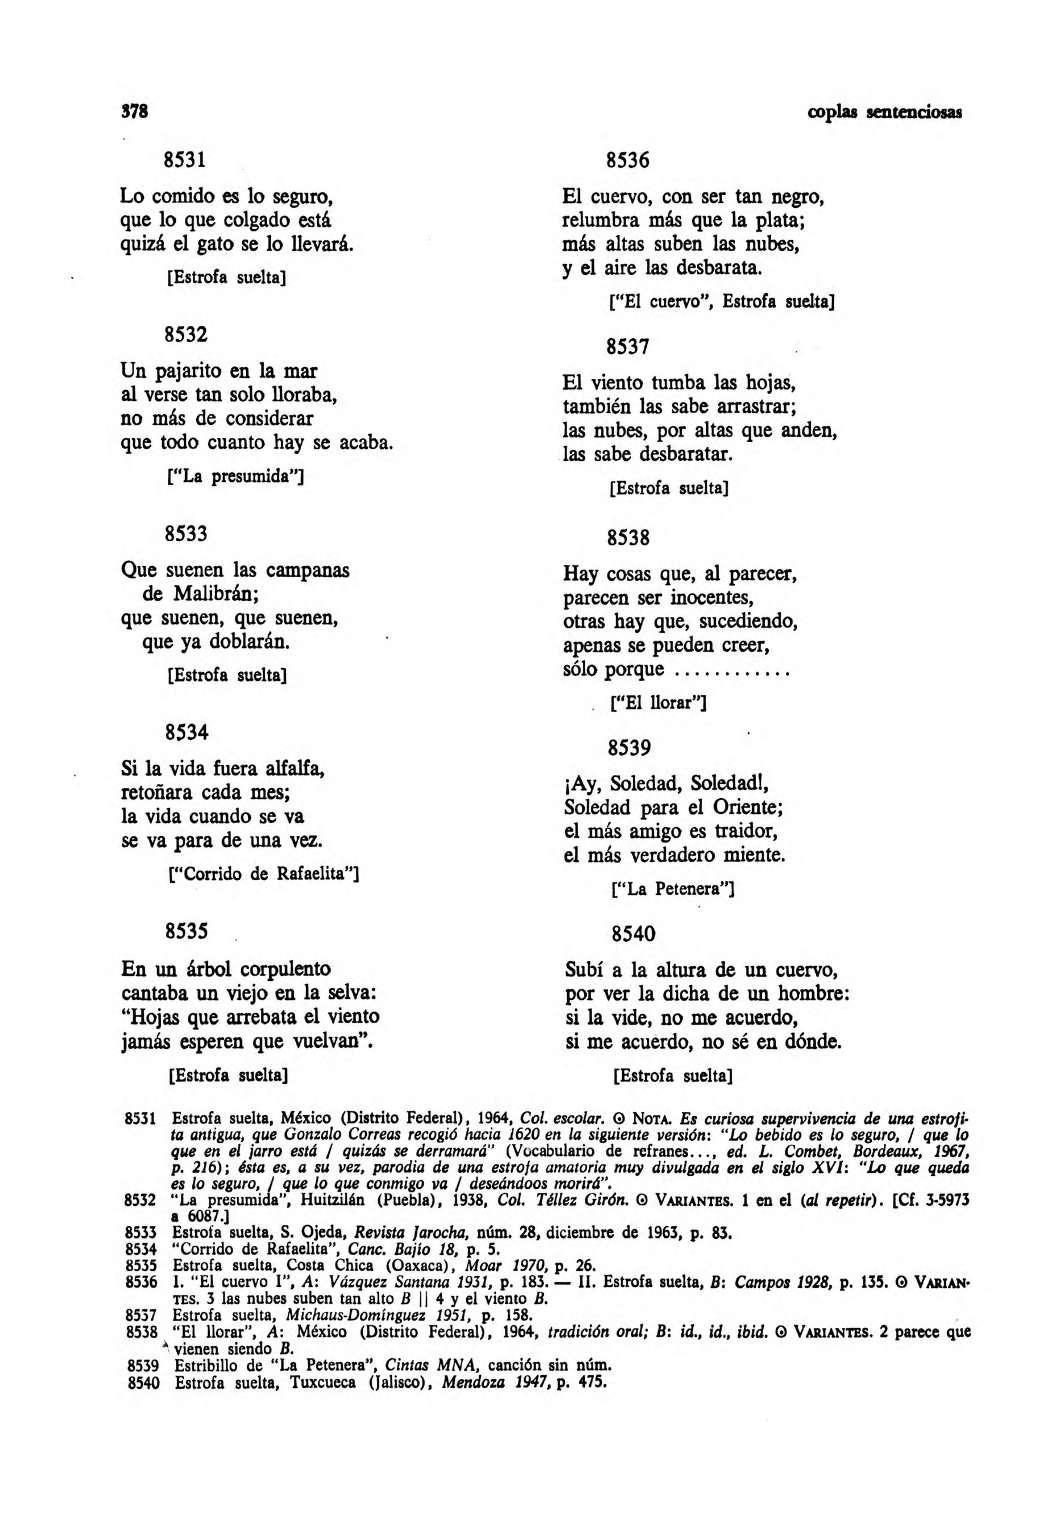 378
coplas sentenciosas
8531
Lo comido es lo seguro,
que lo que colgado está
quizá el gato se lo llevará.
[Estrofa suelta]
8532
Un pajarito en la mar
al verse tan solo lloraba,
no más de considerar
que todo cuanto hay se acaba.
["La presumida"]
8533
Que suenen las campanas
de Malibrán;
que suenen, que suenen,
que ya doblarán.
[Estrofa suelta]
8534
Si la vida fuera alfalfa,
retoñara cada mes;
la vida cuando se va
se va para de una vez.
["Corrido de Rafaelita"]
8535
En un árbol corpulento
cantaba un viejo en la selva:
"Hojas que arrebata el viento
jamás esperen que vuelvan".
[Estrofa suelta]
8536
El cuervo, con ser tan negro,
relumbra más que la plata;
más altas suben las nubes,
y el aire las desbarata.
["El cuervo", Estrofa suelta]
8537
El viento tumba las hojas,
también las sabe arrastrar;
las nubes, por altas que anden,
las sabe desbaratar.
[Estrofa suelta]
8538
Hay cosas que, al parecer,
parecen ser inocentes,
otras hay que, sucediendo,
apenas se pueden creer,
sólo porque ............
["El llorar"]
8539
¡Ay, Soledad, Soledad!,
Soledad para el Oriente;
el más amigo es traidor,
el más verdadero miente.
["La Petenera"]
8540
Subí a la altura de un cuervo,
por ver la dicha de un hombre:
si la vide, no me acuerdo,
si me acuerdo, no sé en dónde.
[Estrofa suelta]
8531 Estrofa suelta, México (Distrito Federal), 1964, Col. escolar. ⊙ NOTA. Es curiosa supervivencia de una estrofi-
ta antigua, que Gonzalo Correas recogió hacia 1620 en la siguiente versión: "Lo bebido es lo seguro, / que lo
que en el jarro está / quizás se derramará" (Vocabulario de refranes..., ed. L. Combet, Bordeaux, 1967,
p. 216); ésta es, a su vez, parodia de una estrofa amatoria muy divulgada en el siglo XVI: "Lo que queda
es lo seguro, / que lo que conmigo va / deseándoos morirá".
8532 "La presumida", Huitzilán (Puebla), 1938, Col. Téllez Girón. ⊙ VARIANTES. 1 en el (al repetir). [Cf. 3-5973
a 6087.]
8533 Estrofa suelta, S. Ojeda, Revista Jarocha, núm. 28, diciembre de 1963, p. 83.
8534 "Corrido de Rafaelita", Canc. Bajío 18, p. 5.
8535 Estrofa suelta, Costa Chica (Oaxaca), Moar 1970, p. 26.
8536 I. "El cuervo I", A: Vázquez Santana 1931, p. 183. — II. Estrofa suelta, B: Campos 1928, p. 135. ⊙ VARIAN-
TES. 3 las nubes suben tan alto B || 4 y el viento B.
8537 Estrofa suelta, Michaus-Domínguez 1951, p. 158.
8538 "El llorar", A: México (Distrito Federal), 1964, tradición oral; B: id., id., ibid. ⊙ VARIANTES. 2 parece que
vienen siendo B.
8539 Estribillo de "La Petenera", Cintas MNA, canción sin núm.
8540 Estrofa suelta, Tuxcueca (Jalisco), Mendoza 1947, p. 475.